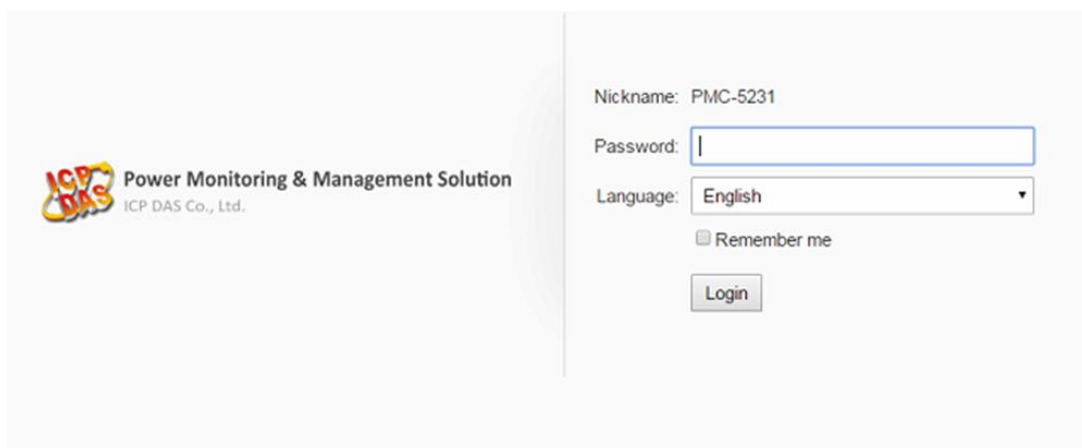 ICP
DAS
Power Monitoring & Management Solution
ICP DAS Co., Ltd.
Nickname: PMC-5231
Password:
Language: English
Remember me
Login